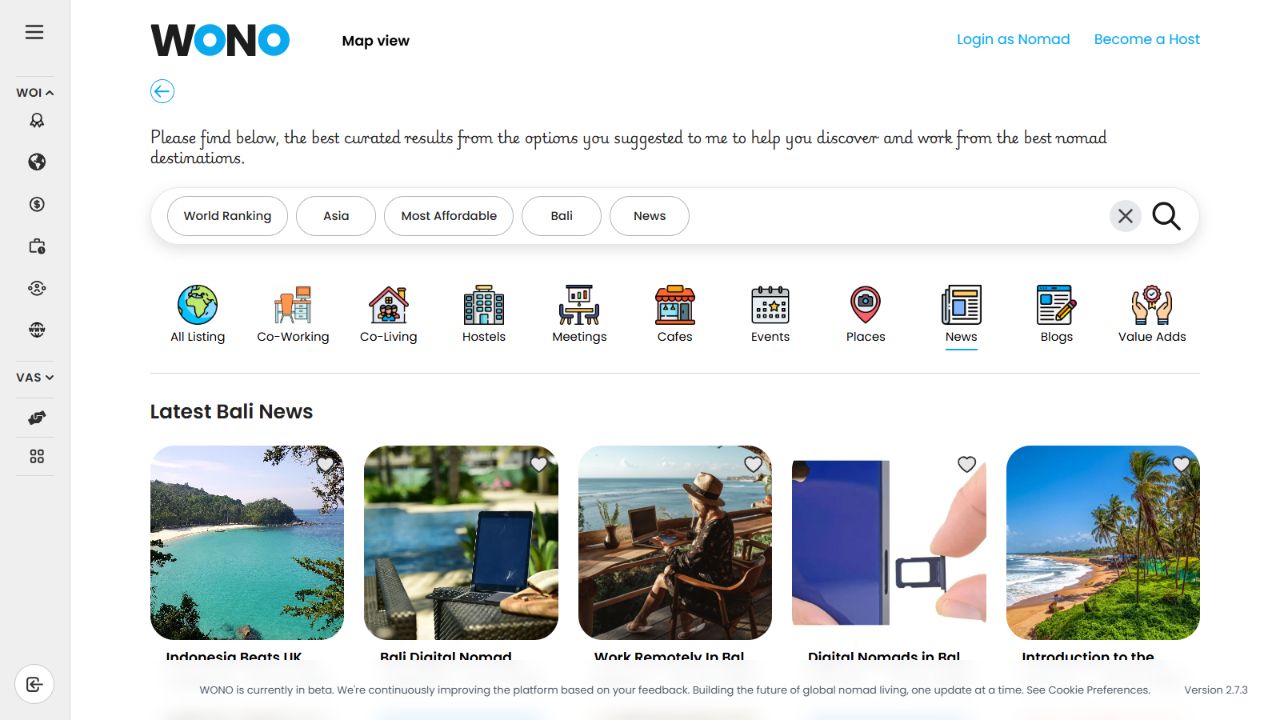 WONO
Map view
Login as Nomad
Become a Host
WOI
Please find below, the best curated results from the options you suggested to me to help you discover and work from the best nomad
destinations.
World Ranking
Asia
Most Affordable
Bali
News
All Listing
Co-Working
Co-Living
Hostels
Meetings
Cafes
Events
Places
News
Blogs
Value Adds
VAS
Latest Bali News
Indonesia Beats UK
Bali Digital Nomad
Work Remotely In Bal
Digital Nomads in Bal
Introduction to the
WONO is currently in beta. We're continuously improving the platform based on your feedback. Building the future of global nomad living, one update at a time. See Cookie Preferences.
Version 2.7.3